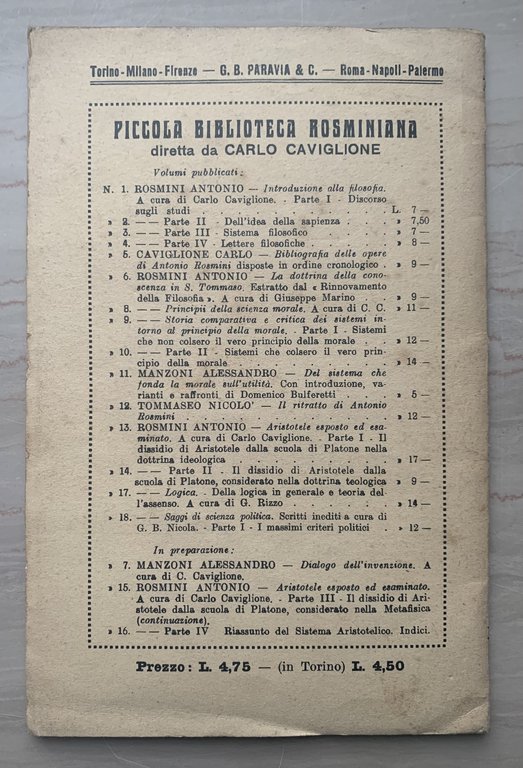 Torino-Milano-Firenze — G. B. PARAVIA & C. — Roma-Napoli-Palermo
PICCOLA BIBLIOTECA ROSMINIANA
diretta da CARLO CAVIGLIONE
Volumi pubblicati:
N. 1. ROSMINI ANTONIO — Introduzione alla filosofia.
A cura di Carlo Caviglione. - Parte I - Discorso
sugli studi . . . . . . . . . . L. 7 —
» 2. —— Parte II - Dell'idea della sapienza . . . . » 7,50
» 3. —— Parte III - Sistema filosofico . . . . . » 7 —
» 4. —— Parte IV - Lettere filosofiche . . . . . » 8 —
» 5. CAVIGLIONE CARLO — Bibliografia delle opere
di Antonio Rosmini disposte in ordine cronologico . » 9 —
» 6. ROSMINI ANTONIO — La dottrina della cono-
scenza in S. Tommaso. Estratto dal « Rinnovamento
della Filosofia ». A cura di Giuseppe Marino . . » 9 —
» 8. —— Principii della scienza morale. A cura di C. C. » 11 —
» 9. —— Storia comparativa e critica dei sistemi in-
torno al principio della morale. - Parte I - Sistemi
che non colsero il vero principio della morale . . » 12 —
» 10. —— Parte II - Sistemi che colsero il vero prin-
cipio della morale . . . . . . . . » 14 —
» 11. MANZONI ALESSANDRO — Del sistema che
fonda la morale sull'utilità. Con introduzione, va-
rianti e raffronti, di Domenico Bulferetti . . . » 5 —
» 12. TOMMASEO NICOLO' — Il ritratto di Antonio
Rosmini . . . . . . . . . . . » 12 —
» 13. ROSMINI ANTONIO — Aristotele esposto ed esa-
minato. A cura di Carlo Caviglione. - Parte I - Il
dissidio di Aristotele dalla scuola di Platone nella
dottrina ideologica . . . . . . . . » 17 —
» 14. —— Parte II - Il dissidio di Aristotele dalla
scuola di Platone, considerato nella dottrina teologica » 9 —
» 17. —— Logica. - Della logica in generale e teoria del-
l'assenso. A cura di G. Rizzo . . . . . » 14 —
» 18. —— Saggi di scienza politica. Scritti inediti a cura di
G. B. Nicola. - Parte I - I massimi criteri politici . » 12 —
In preparazione:
» 7. MANZONI ALESSANDRO — Dialogo dell'invenzione. A
cura di C. Caviglione.
» 15. ROSMINI ANTONIO — Aristotele esposto ed esaminato.
A cura di Carlo Caviglione. - Parte III - Il dissidio di Ari-
stotele dalla scuola di Platone, considerato nella Metafisica
(continuazione).
» 16. —— Parte IV Riassunto del Sistema Aristotelico. Indici.
Prezzo: L. 4,75 — (in Torino) L. 4,50